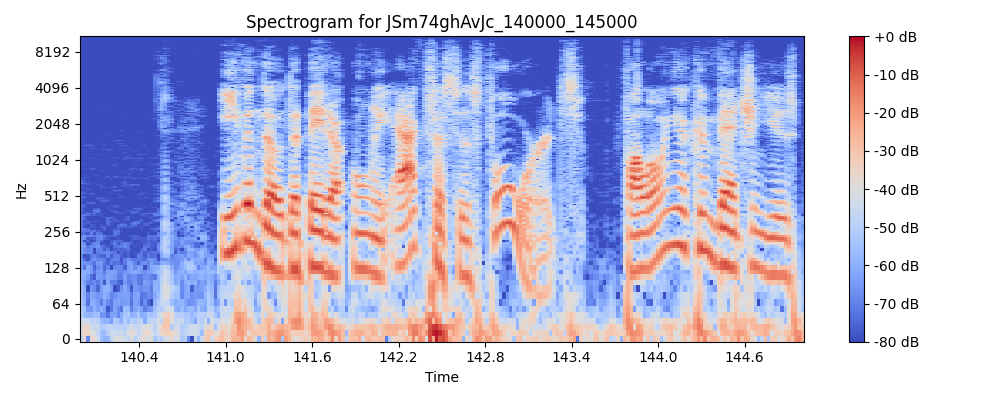 Spectrogram for JSm74ghAvJc_140000_145000
Hz
8192
4096
2048
1024
512
256
128
64
0
140.4 141.0 141.6 142.2 142.8 143.4 144.0 144.6
Time
+0 dB
-10 dB
-20 dB
-30 dB
-40 dB
-50 dB
-60 dB
-70 dB
-80 dB